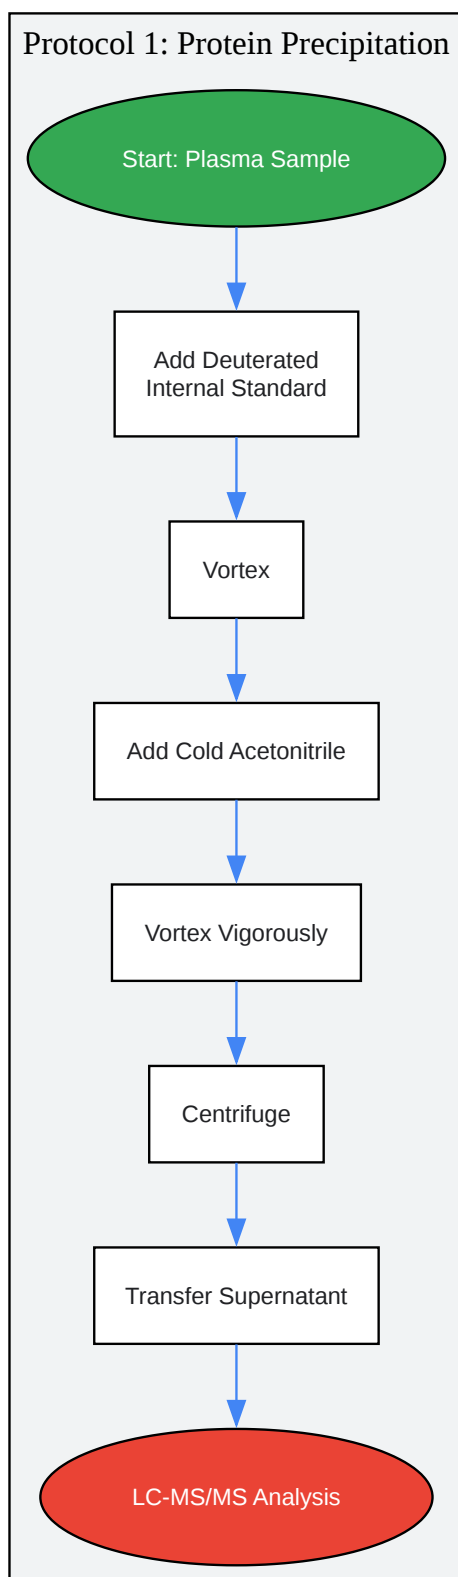 Protocol 1: Protein Precipitation
Start: Plasma Sample
Add Deuterated
Internal Standard
Vortex
Add Cold Acetonitrile
Vortex Vigorously
Centrifuge
Transfer Supernatant
LC-MS/MS Analysis